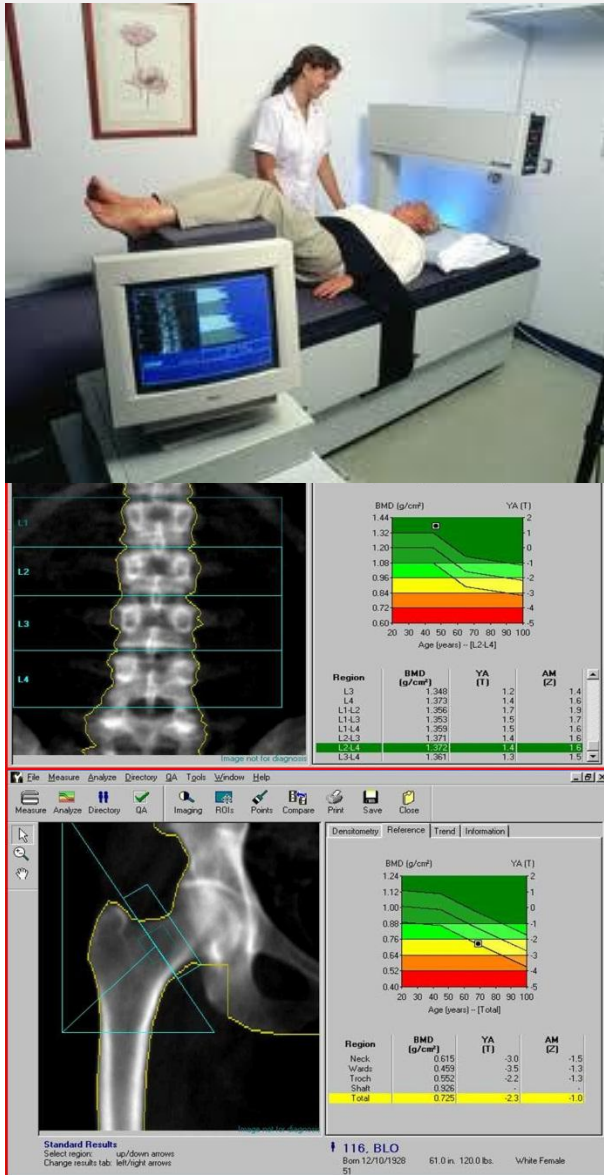 L1
L2
L3
L4
Image not for diagnosis
BMD (g/cm²) YA (T)
1.44 2
1.32 1
1.20 0
1.08 -1
0.96 -2
0.84 -3
0.72 -4
0.60 -5
20 30 40 50 60 70 80 90 100
Age (years) – [L2-L4]
Region BMD (g/cm²) YA (T) AM (Z)
L3 1.348 1.2 1.4
L4 1.373 1.4 1.6
L1-L2 1.356 1.7 1.9
L1-L3 1.353 1.5 1.7
L1-L4 1.359 1.5 1.6
L2-L3 1.371 1.4 1.6
L2-L4 1.372 1.4 1.6
L3-L4 1.361 1.3 1.5
File Measure Analyze Directory QA Tools Window Help
Measure Analyze Directory QA Imaging ROIs Points Compare Print Save Close
Densitometry Reference Trend Information
BMD (g/cm²) YA (T)
1.24 2
1.12 1
1.00 0
0.88 -1
0.76 -2
0.64 -3
0.52 -4
0.40 -5
20 30 40 50 60 70 80 90 100
Age (years) – [Total]
Region BMD (g/cm²) YA (T) AM (Z)
Neck 0.615 -3.0 -1.5
Wards 0.459 -3.5 -1.3
Troch 0.552 -2.2 -1.3
Shaft 0.926 - -
Total 0.725 -2.3 -1.0
Image not for diagnosis
Standard Results
Select region: up/down arrows
Change results tab: left/right arrows
116, BLO
Born 12/10/1928 61.0 in. 120.0 lbs. White Female
51